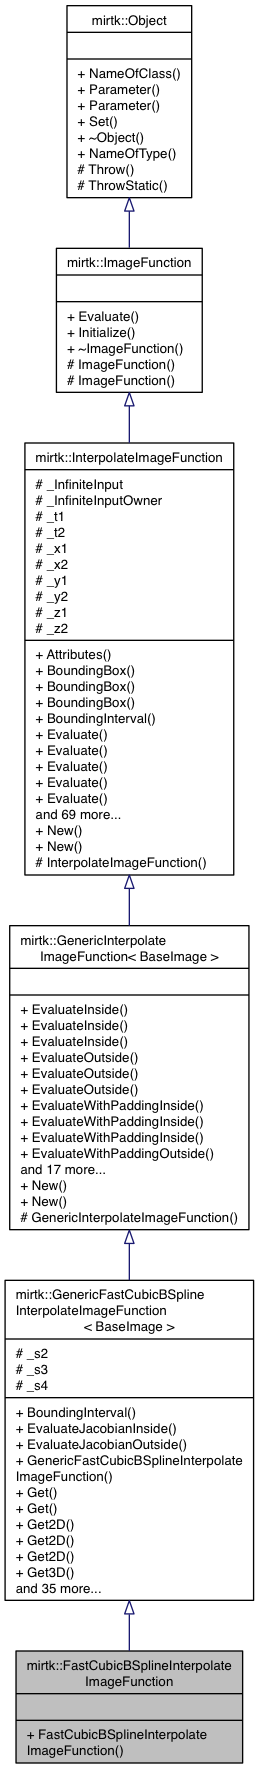 mirtk::Object
+ NameOfClass()
+ Parameter()
+ Parameter()
+ Set()
+ ~Object()
+ NameOfType()
# Throw()
# ThrowStatic()
mirtk::ImageFunction
+ Evaluate()
+ Initialize()
+ ~ImageFunction()
# ImageFunction()
# ImageFunction()
mirtk::InterpolateImageFunction
# _InfiniteInput
# _InfiniteInputOwner
# _t1
# _t2
# _x1
# _x2
# _y1
# _y2
# _z1
# _z2
+ Attributes()
+ BoundingBox()
+ BoundingBox()
+ BoundingBox()
+ BoundingInterval()
+ Evaluate()
+ Evaluate()
+ Evaluate()
+ Evaluate()
+ Evaluate()
and 69 more...
+ New()
+ New()
# InterpolateImageFunction()
mirtk::GenericInterpolate
ImageFunction< BaseImage >
+ EvaluateInside()
+ EvaluateInside()
+ EvaluateInside()
+ EvaluateOutside()
+ EvaluateOutside()
+ EvaluateOutside()
+ EvaluateWithPaddingInside()
+ EvaluateWithPaddingInside()
+ EvaluateWithPaddingInside()
+ EvaluateWithPaddingOutside()
and 17 more...
+ New()
+ New()
# GenericInterpolateImageFunction()
mirtk::GenericFastCubicBSpline
InterpolateImageFunction
< BaseImage >
# _s2
# _s3
# _s4
+ BoundingInterval()
+ EvaluateJacobianInside()
+ EvaluateJacobianOutside()
+ GenericFastCubicBSplineInterpolate
ImageFunction()
+ Get()
+ Get()
+ Get2D()
+ Get2D()
+ Get2D()
+ Get3D()
and 35 more...
mirtk::FastCubicBSplineInterpolate
ImageFunction
+ FastCubicBSplineInterpolate
ImageFunction()